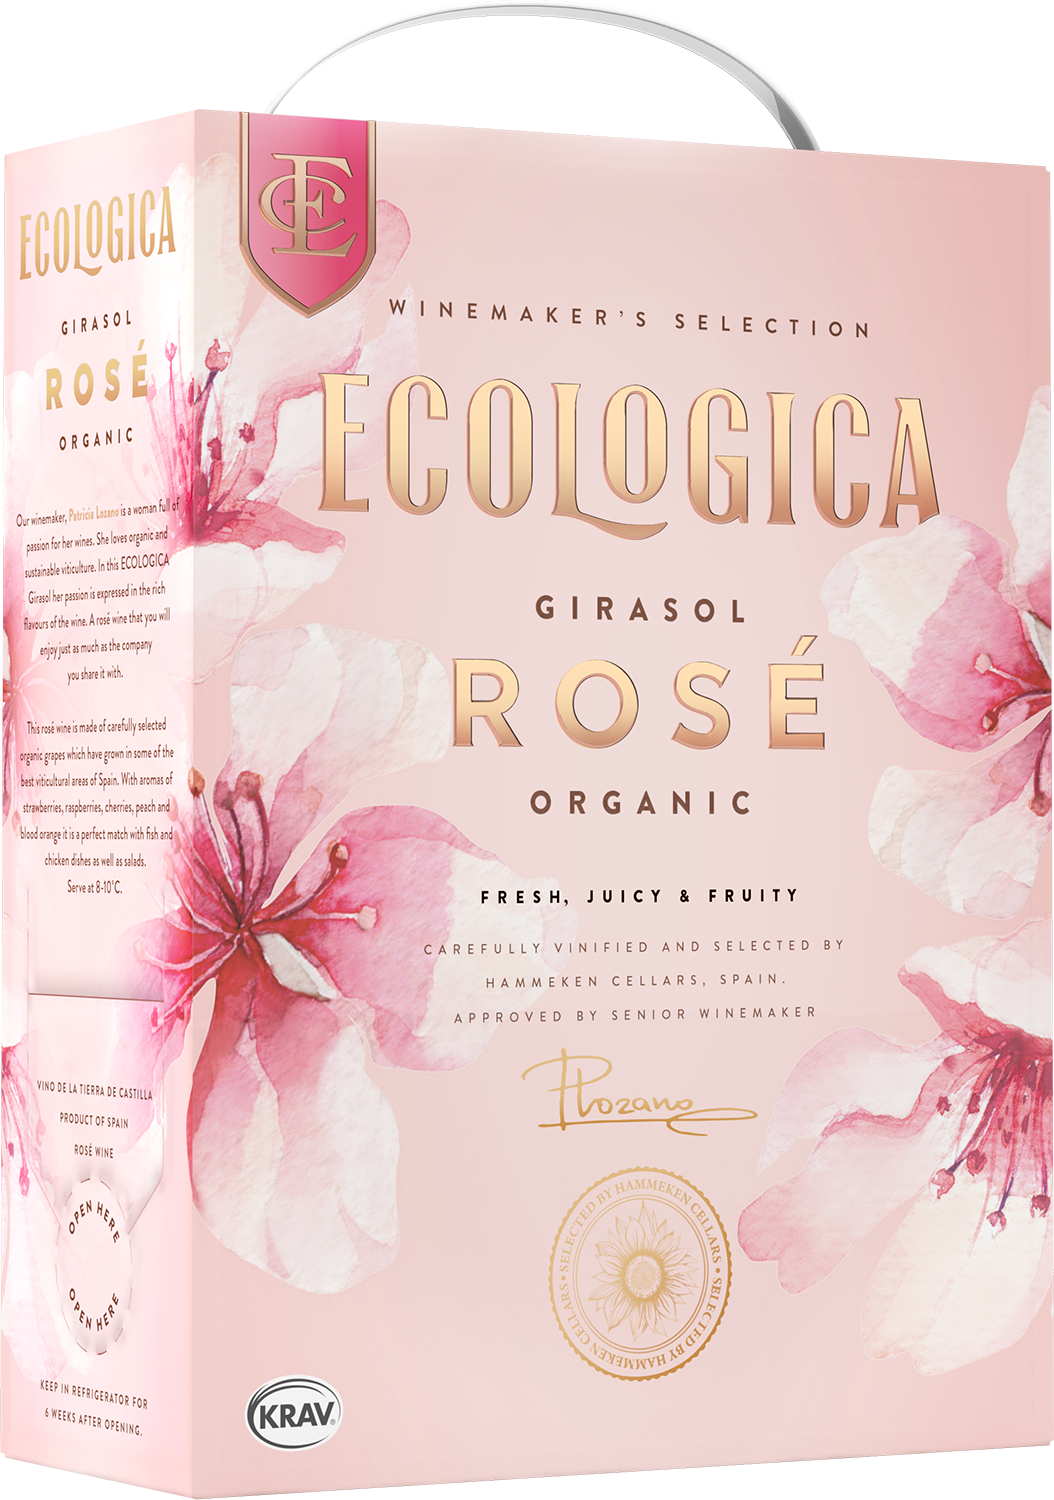 ECOLOGICA
GIRASOL
ROSÉ
ORGANIC
Our winemaker, Patricia Lozano is a woman full of
passion for her wines. She loves organic and
sustainable viticulture. In this ECOLOGICA
Girasol her passion is expressed in the rich
flavours of the wine. A rosé wine that you will
enjoy just as much as the company
you share it with.
This rosé wine is made of carefully selected
organic grapes which have grown in some of the
best viticultural areas of Spain. With aromas of
strawberries, raspberries, cherries, peach and
blood orange it is a perfect match with fish and
chicken dishes as well as salads.
Serve at 8-10°C.
VINO DE LA TIERRA DE CASTILLA
PRODUCT OF SPAIN
ROSÉ WINE
OPEN HERE
OPEN HERE
KEEP IN REFRIGERATOR FOR
6 WEEKS AFTER OPENING.
CE
WINEMAKER'S SELECTION
ECOLOGICA
GIRASOL
ROSÉ
ORGANIC
FRESH, JUICY & FRUITY
CAREFULLY VINIFIED AND SELECTED BY
HAMMEKEN CELLARS, SPAIN.
APPROVED BY SENIOR WINEMAKER
PLozano
SELECTED BY HAMMEKEN CELLARS • SELECTED BY HAMMEKEN CELLARS •
KRAV®